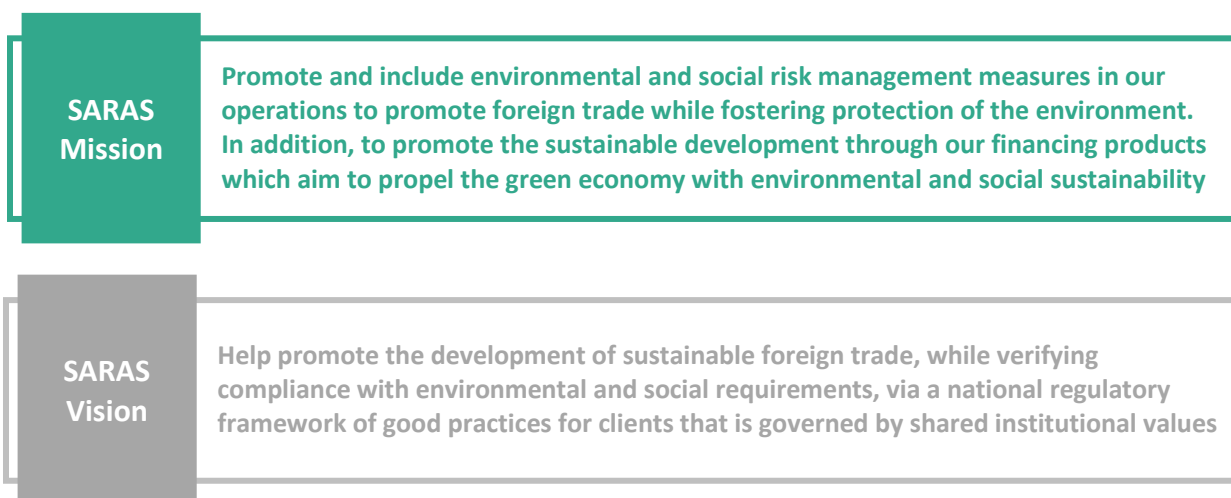 SARAS
Mission
Promote and include environmental and social risk management measures in our
operations to promote foreign trade while fostering protection of the environment.
In addition, to promote the sustainable development through our financing products
which aim to propel the green economy with environmental and social sustainability
SARAS
Vision
Help promote the development of sustainable foreign trade, while verifying
compliance with environmental and social requirements, via a national regulatory
framework of good practices for clients that is governed by shared institutional values